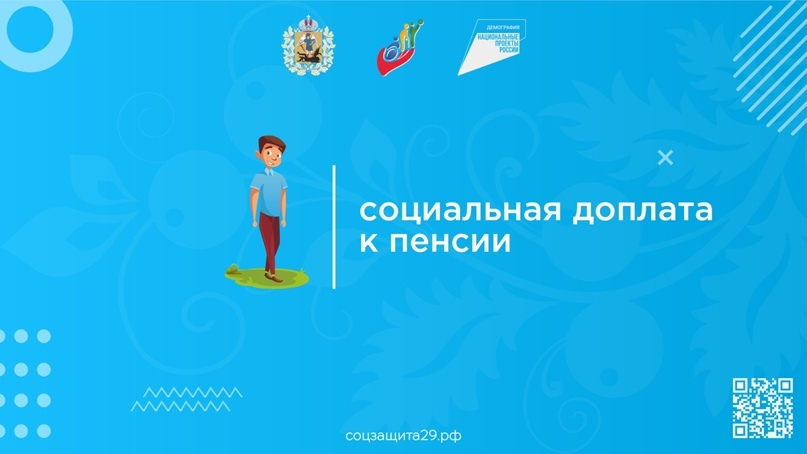 ДЕМОГРАФИЯ
НАЦИОНАЛЬНЫЕ
ПРОЕКТЫ
РОССИИ
социальная доплата
к пенсии
соцзащита29.рф